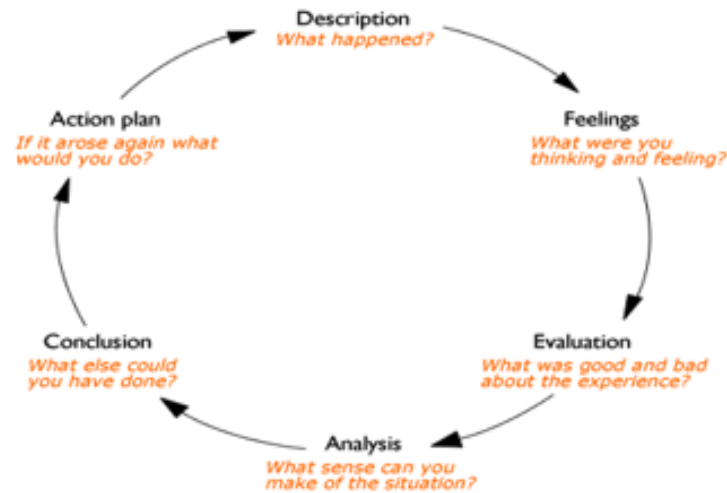 Description
What happened?
Feelings
What were you
thinking and feeling?
Evaluation
What was good and bad
about the experience?
Analysis
What sense can you
make of the situation?
Conclusion
What else could
you have done?
Action plan
If it arose again what
would you do?